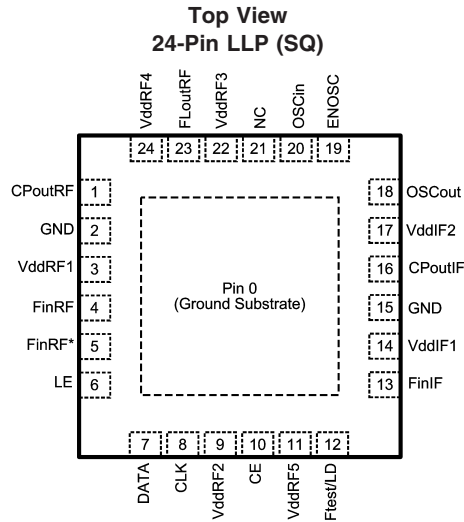 Top View
24-Pin LLP (SQ)
VddRF4
FLoutRF
VddRF3
NC
OSCin
ENOSC
24 23 22 21 20 19
CPoutRF 1
GND 2
VddRF1 3
FinRF 4
FinRF* 5
LE 6
Pin 0
(Ground Substrate)
18 OSCout
17 VddIF2
16 CPoutIF
15 GND
14 VddIF1
13 FinIF
7 8 9 10 11 12
DATA
CLK
VddRF2
CE
VddRF5
Ftest/LD